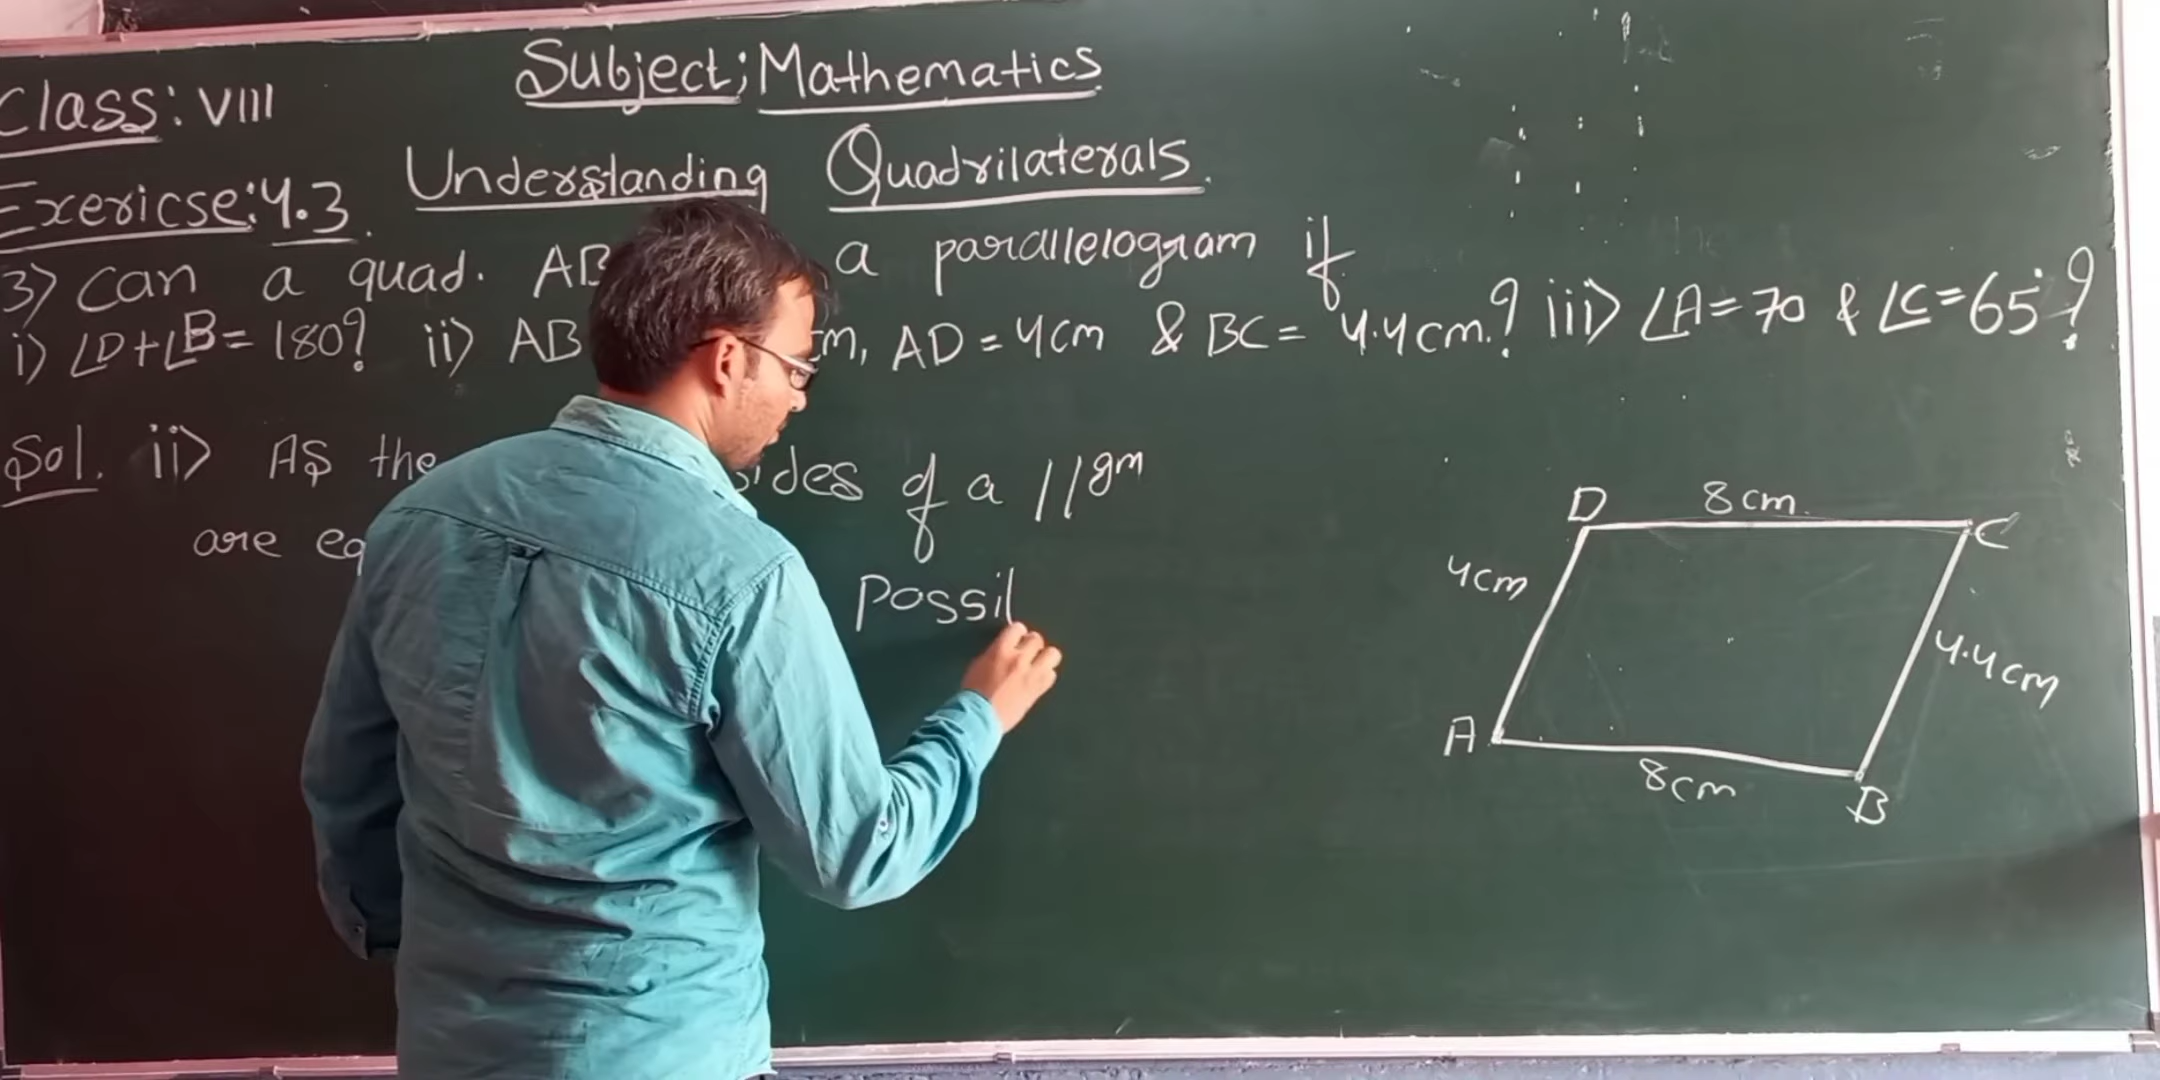 Subject; Mathematics
Class: VIII
Understanding Quadrilaterals.
Exericse: 4.3.
3) Can a quad. AB a parallelogram if
i) ∠D+∠B = 180? ii) AB cm, AD = 4cm & BC = 4.4cm.? iii) ∠A = 70 & ∠C = 65°?
Sol. ii) As the sides of a ||gm
are eq
possil
D 8cm. C
4cm
4.4cm
A 8cm B